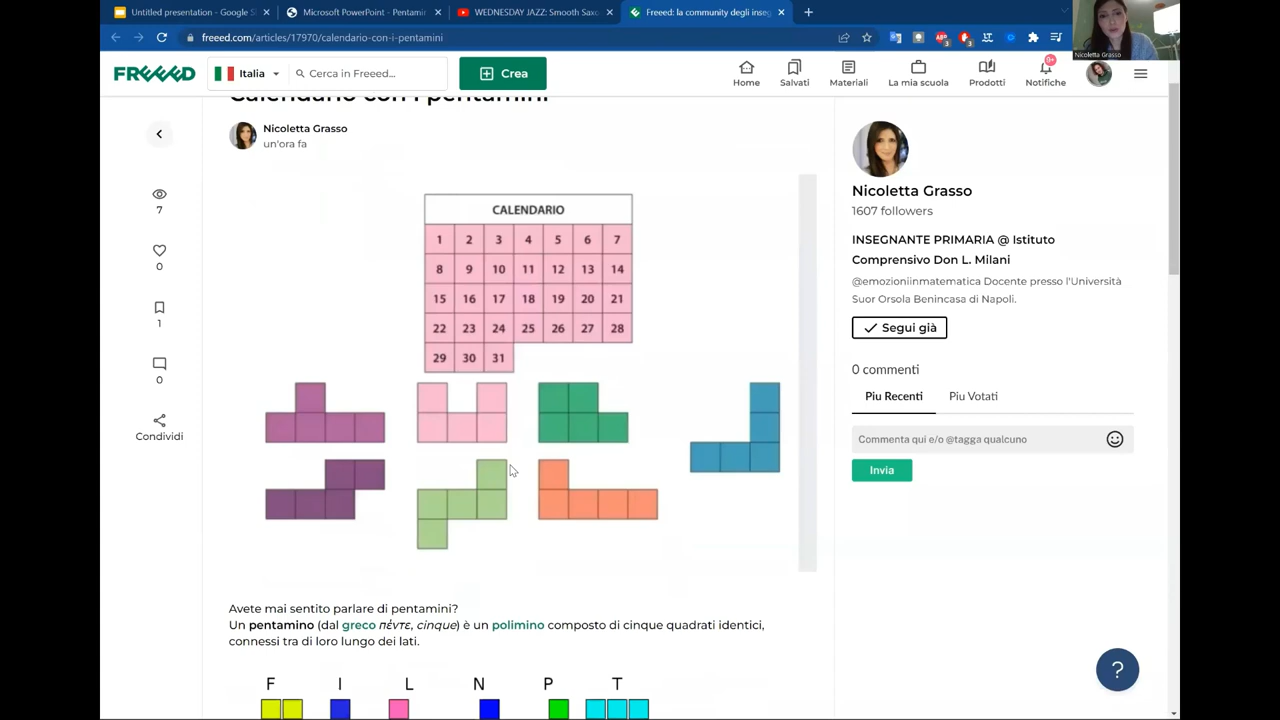 Untitled presentation - Google Sl
Microsoft PowerPoint - Pentamin
WEDNESDAY JAZZ: Smooth Saxo
Freeed: la community degli inseg
freeed.com/articles/17970/calendario-con-i-pentamini
Nicoletta Grasso
FREEED
Italia
Cerca in Freeed...
Crea
Home
Salvati
Materiali
La mia scuola
Prodotti
9+
Notifiche
Calendario con i pentamini
Nicoletta Grasso
un'ora fa
7
0
1
0
Condividi
CALENDARIO
1 2 3 4 5 6 7
8 9 10 11 12 13 14
15 16 17 18 19 20 21
22 23 24 25 26 27 28
29 30 31
Avete mai sentito parlare di pentamini?
Un pentamino (dal greco πέντε, cinque) è un polimino composto di cinque quadrati identici,
connessi tra di loro lungo dei lati.
F I L N P T
Nicoletta Grasso
1607 followers
INSEGNANTE PRIMARIA @ Istituto
Comprensivo Don L. Milani
@emozioniinmatematica Docente presso l'Università
Suor Orsola Benincasa di Napoli.
Segui già
0 commenti
Piu Recenti
Piu Votati
Commenta qui e/o @tagga qualcuno
Invia
?